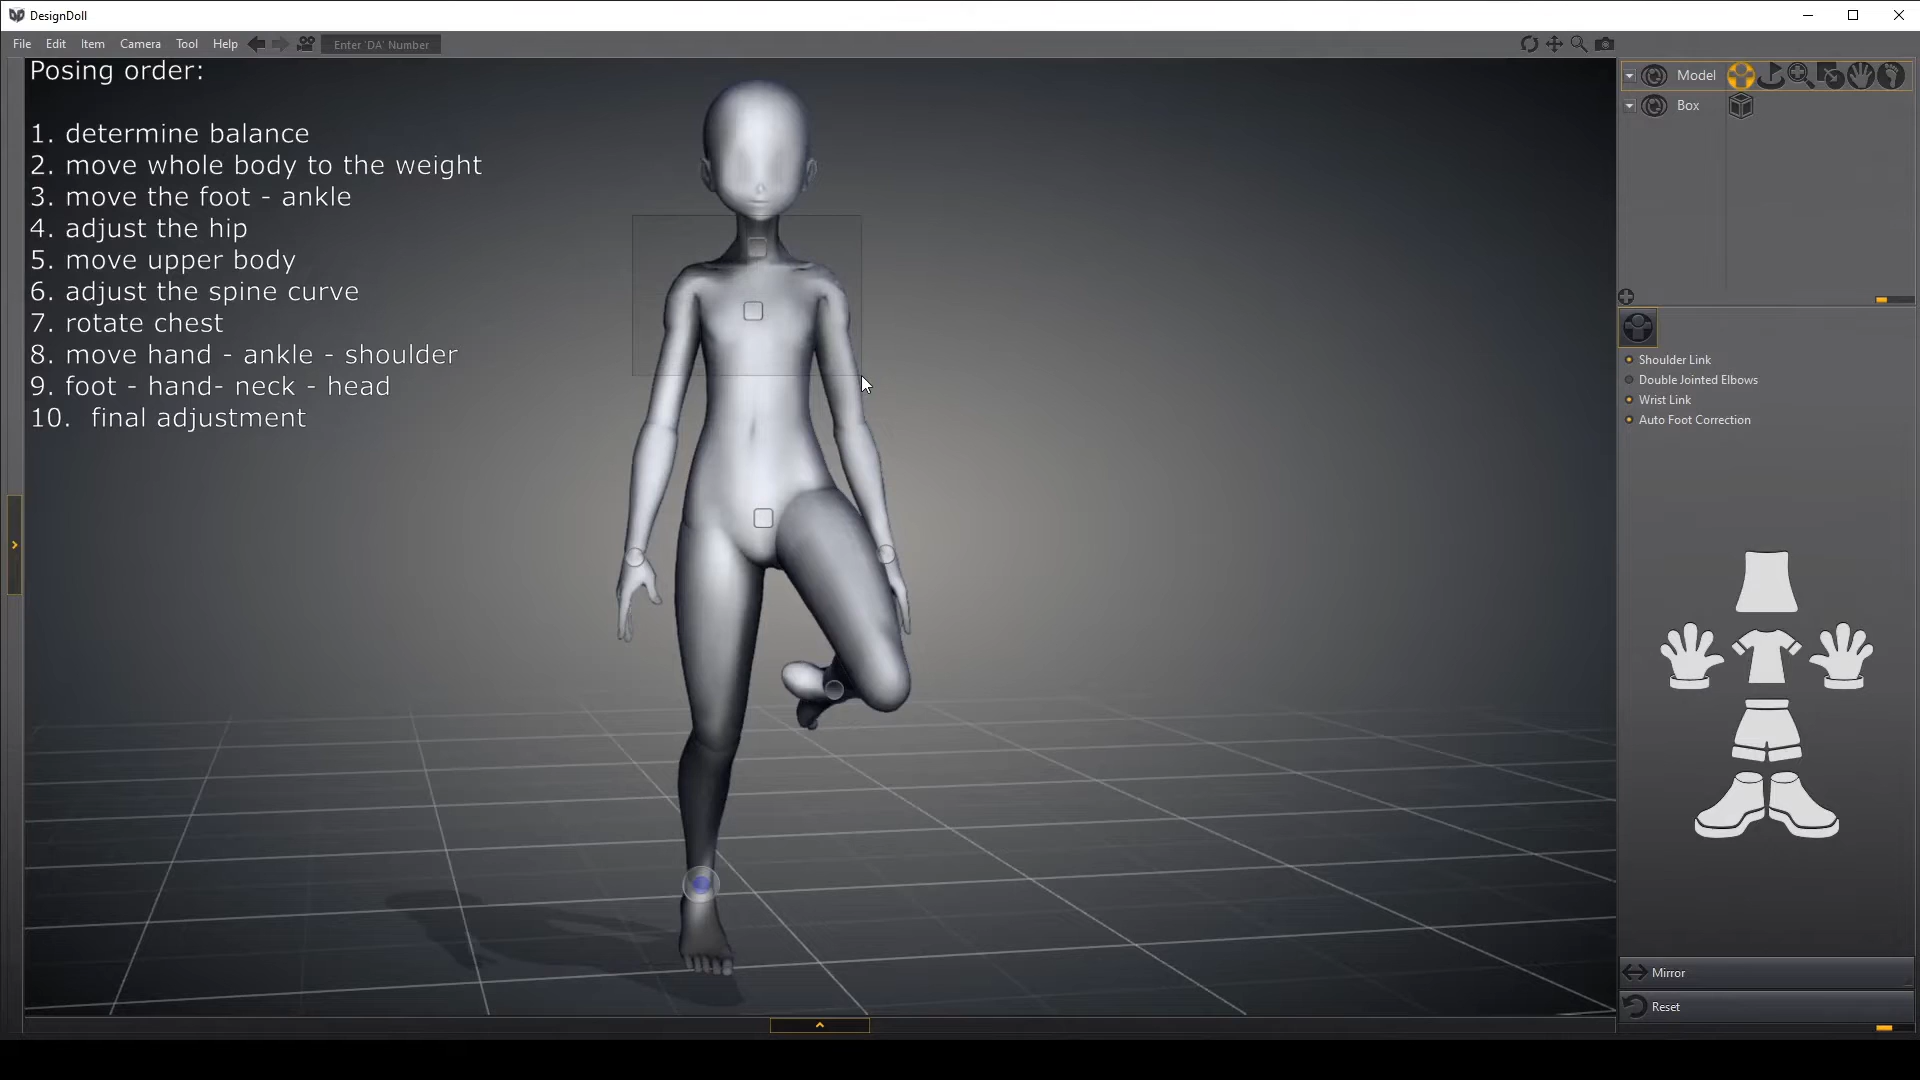 DesignDoll
File Edit Item Camera Tool Help Enter 'DA' Number
Posing order:
1. determine balance
2. move whole body to the weight
3. move the foot - ankle
4. adjust the hip
5. move upper body
6. adjust the spine curve
7. rotate chest
8. move hand - ankle - shoulder
9. foot - hand- neck - head
10. final adjustment
Model
Box
Shoulder Link
Double Jointed Elbows
Wrist Link
Auto Foot Correction
Mirror
Reset